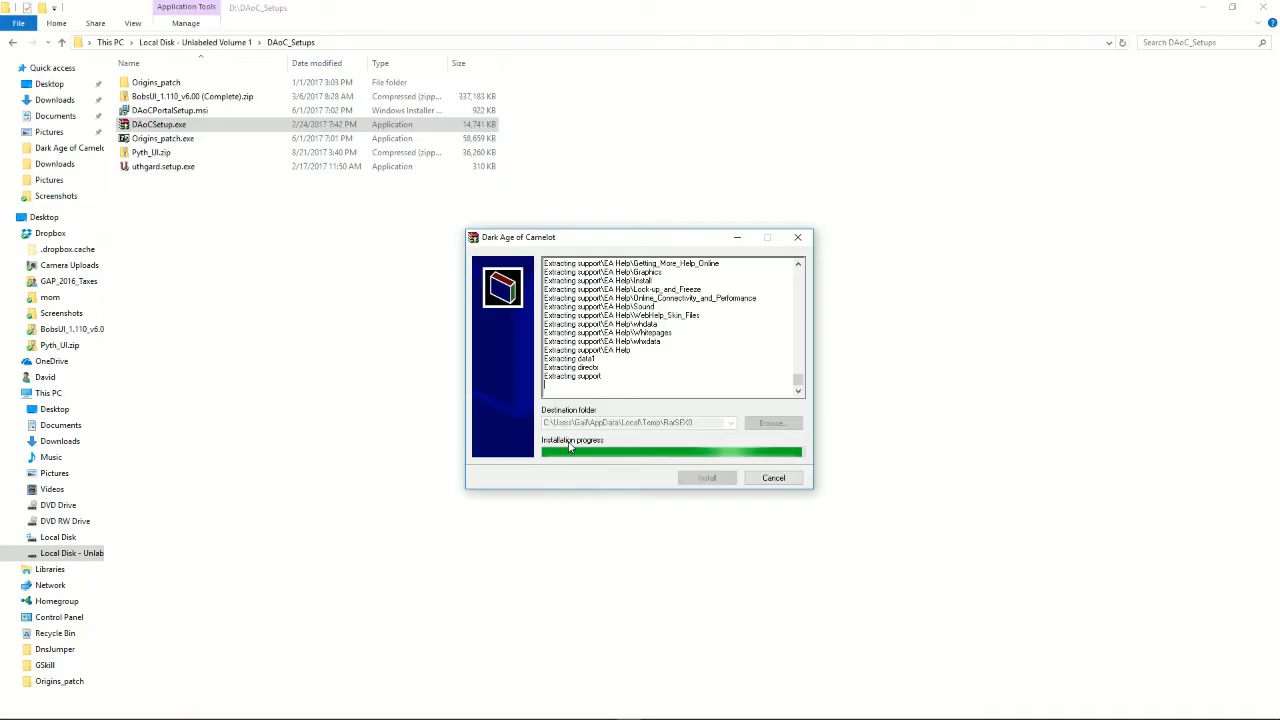 Application Tools
D:\DAoC_Setups
File
Home
Share
View
Manage
This PC
Local Disk - Unlabeled Volume 1
DAoC_Setups
Search DAoC_Setups
Name
Date modified
Type
Size
Origins_patch
1/1/2017 3:03 PM
File folder
BobsUI_1.110_v6.00 (Complete).zip
3/6/2017 8:28 AM
Compressed (zipp...
337,183 KB
DAoCPortalSetup.msi
6/1/2017 7:02 PM
Windows Installer ...
922 KB
DAoCSetup.exe
2/24/2017 7:42 PM
Application
14,741 KB
Origins_patch.exe
6/1/2017 7:01 PM
Application
58,659 KB
Pyth_UI.zip
8/21/2017 3:40 PM
Compressed (zipp...
36,260 KB
uthgard.setup.exe
2/17/2017 11:50 AM
Application
310 KB
Quick access
Desktop
Downloads
Documents
Pictures
Dark Age of Camelo
Downloads
Pictures
Screenshots
Desktop
Dropbox
.dropbox.cache
Camera Uploads
GAP_2016_Taxes
mom
Screenshots
BobsUI_1.110_v6.0
Pyth_UI.zip
OneDrive
David
This PC
Desktop
Documents
Downloads
Music
Pictures
Videos
DVD Drive
DVD RW Drive
Local Disk
Local Disk - Unlab
Libraries
Network
Homegroup
Control Panel
Recycle Bin
DnsJumper
GSkill
Origins_patch
Dark Age of Camelot
Extracting support\EA Help\Getting_More_Help_Online
Extracting support\EA Help\Graphics
Extracting support\EA Help\Install
Extracting support\EA Help\Lock-up_and_Freeze
Extracting support\EA Help\Online_Connectivity_and_Performance
Extracting support\EA Help\Sound
Extracting support\EA Help\WebHelp_Skin_Files
Extracting support\EA Help\whdata
Extracting support\EA Help\whitepages
Extracting support\EA Help\whxdata
Extracting support\EA Help
Extracting data1
Extracting directx
Extracting support
Destination folder
C:\Users\Gail\AppData\Local\Temp\RarSFX0
Browse...
Installation progress
Install
Cancel